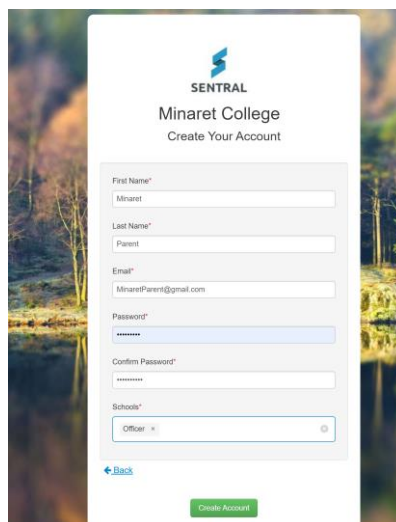 SENTRAL
Minaret College
Create Your Account
First Name*
Minaret
Last Name*
Parent
Email*
MinaretParent@gmail.com
Password*
•••••••••
Confirm Password*
••••••••••
Schools*
Officer ×
Back
Create Account